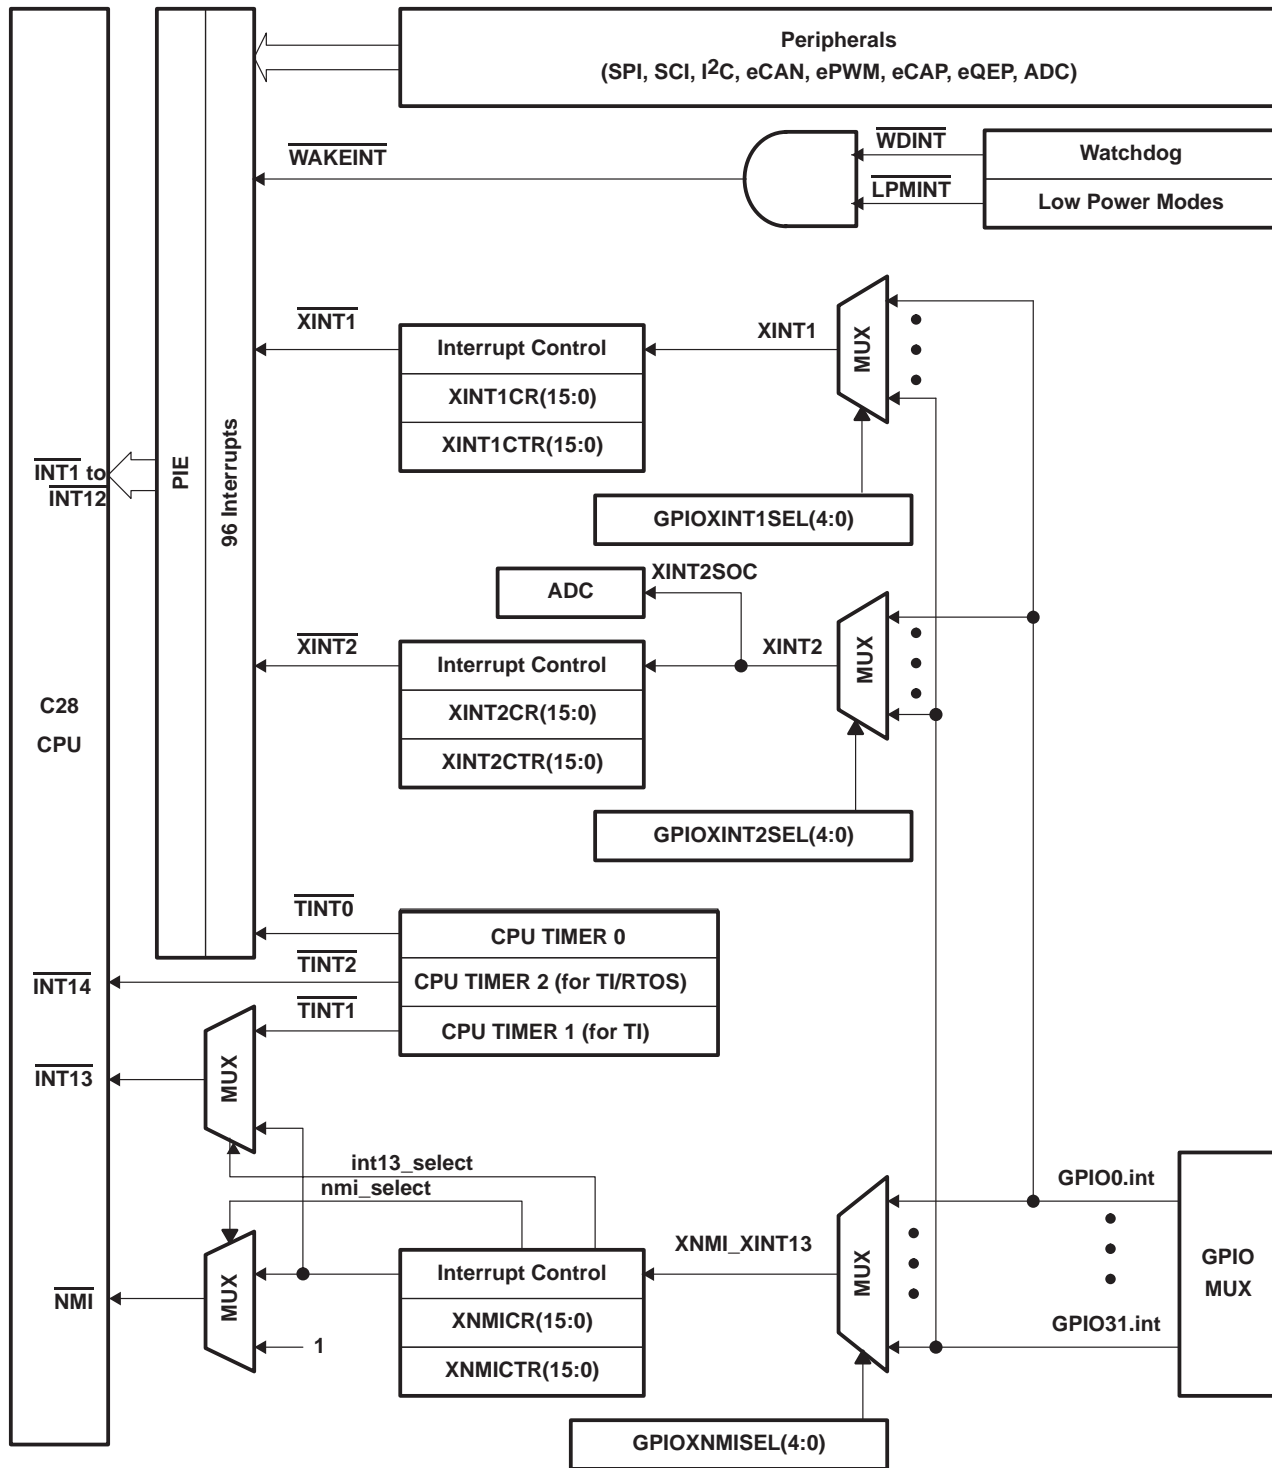 Peripherals
(SPI, SCI, I2C, eCAN, ePWM, eCAP, eQEP, ADC)
WAKEINT
WDINT
Watchdog
LPMINT
Low Power Modes
XINT1
Interrupt Control
XINT1CR(15:0)
XINT1CTR(15:0)
XINT1
MUX
GPIOXINT1SEL(4:0)
INT1 to
INT12
PIE
96 Interrupts
ADC
XINT2SOC
XINT2
Interrupt Control
XINT2CR(15:0)
XINT2CTR(15:0)
XINT2
MUX
GPIOXINT2SEL(4:0)
C28
CPU
TINT0
CPU TIMER 0
INT14
TINT2
CPU TIMER 2 (for TI/RTOS)
TINT1
CPU TIMER 1 (for TI)
INT13
MUX
int13_select
nmi_select
NMI
MUX
1
Interrupt Control
XNMICR(15:0)
XNMICTR(15:0)
XNMI_XINT13
MUX
GPIO0.int
GPIO31.int
GPIO
MUX
GPIOXNMISEL(4:0)